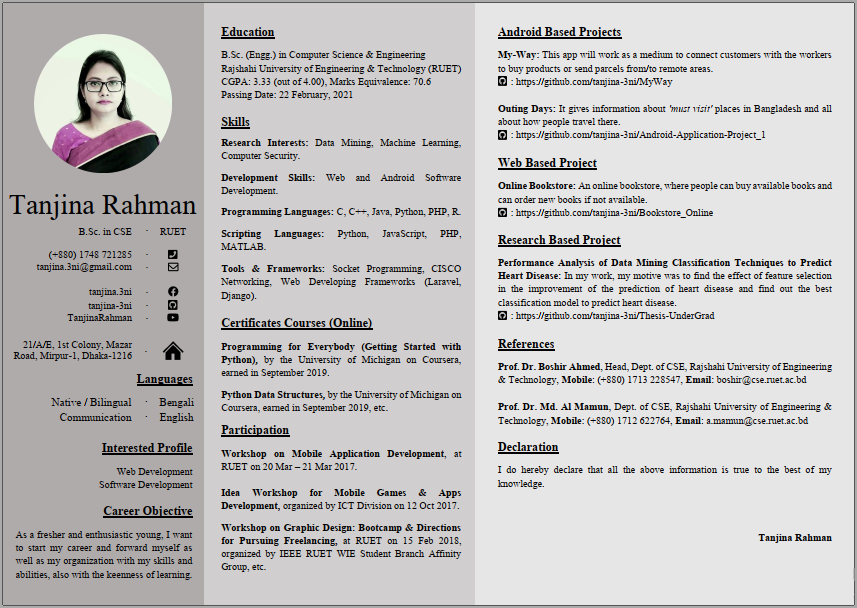 Tanjina Rahman
B.Sc. in CSE · RUET
(+880) 1748 721285 ·
tanjina.3ni@gmail.com ·
tanjina.3ni ·
tanjina-3ni ·
TanjinaRahman ·
21/A/E, 1st Colony, Mazar
Road, Mirpur-1, Dhaka-1216 ·
Languages
Native / Bilingual · Bengali
Communication · English
Interested Profile
Web Development
Software Development
Career Objective
As a fresher and enthusiastic young, I want
to start my career and forward myself as
well as my organization with my skills and
abilities, also with the keenness of learning.
Education
B.Sc. (Engg.) in Computer Science & Engineering
Rajshahi University of Engineering & Technology (RUET)
CGPA: 3.33 (out of 4.00), Marks Equivalence: 70.6
Passing Date: 22 February, 2021
Skills
Research Interests: Data Mining, Machine Learning,
Computer Security.
Development Skills: Web and Android Software
Development.
Programming Languages: C, C++, Java, Python, PHP, R.
Scripting Languages: Python, JavaScript, PHP,
MATLAB.
Tools & Frameworks: Socket Programming, CISCO
Networking, Web Developing Frameworks (Laravel,
Django).
Certificates Courses (Online)
Programming for Everybody (Getting Started with
Python), by the University of Michigan on Coursera,
earned in September 2019.
Python Data Structures, by the University of Michigan on
Coursera, earned in September 2019, etc.
Participation
Workshop on Mobile Application Development, at
RUET on 20 Mar – 21 Mar 2017.
Idea Workshop for Mobile Games & Apps
Development, organized by ICT Division on 12 Oct 2017.
Workshop on Graphic Design: Bootcamp & Directions
for Pursuing Freelancing, at RUET on 15 Feb 2018,
organized by IEEE RUET WIE Student Branch Affinity
Group, etc.
Android Based Projects
My-Way: This app will work as a medium to connect customers with the workers
to buy products or send parcels from/to remote areas.
: https://github.com/tanjina-3ni/MyWay
Outing Days: It gives information about 'must visit' places in Bangladesh and all
about how people travel there.
: https://github.com/tanjina-3ni/Android-Application-Project_1
Web Based Project
Online Bookstore: An online bookstore, where people can buy available books and
can order new books if not available.
: https://github.com/tanjina-3ni/Bookstore_Online
Research Based Project
Performance Analysis of Data Mining Classification Techniques to Predict
Heart Disease: In my work, my motive was to find the effect of feature selection
in the improvement of the prediction of heart disease and find out the best
classification model to predict heart disease.
: https://github.com/tanjina-3ni/Thesis-UnderGrad
References
Prof. Dr. Boshir Ahmed, Head, Dept. of CSE, Rajshahi University of Engineering
& Technology, Mobile: (+880) 1713 228547, Email: boshir@cse.ruet.ac.bd
Prof. Dr. Md. Al Mamun, Dept. of CSE, Rajshahi University of Engineering &
Technology, Mobile: (+880) 1712 622764, Email: a.mamun@cse.ruet.ac.bd
Declaration
I do hereby declare that all the above information is true to the best of my
knowledge.
Tanjina Rahman